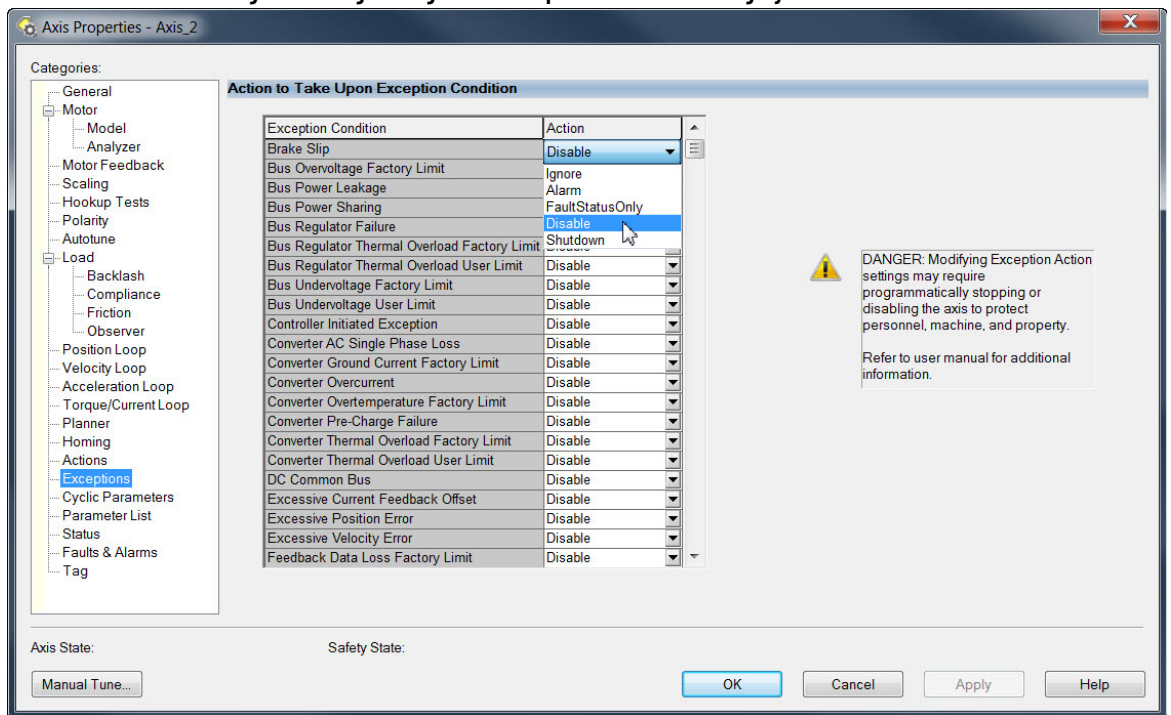 Axis Properties - Axis_2
X
Categories:
General
Motor
Model
Analyzer
Motor Feedback
Scaling
Hookup Tests
Polarity
Autotune
Load
Backlash
Compliance
Friction
Observer
Position Loop
Velocity Loop
Acceleration Loop
Torque/Current Loop
Planner
Homing
Actions
Exceptions
Cyclic Parameters
Parameter List
Status
Faults & Alarms
Tag
Action to Take Upon Exception Condition
Exception Condition Action
Brake Slip Disable
Bus Overvoltage Factory Limit
Bus Power Leakage
Bus Power Sharing
Bus Regulator Failure
Bus Regulator Thermal Overload Factory Limit
Ignore
Alarm
FaultStatusOnly
Disable
Shutdown
Bus Regulator Thermal Overload User Limit Disable
Bus Undervoltage Factory Limit Disable
Bus Undervoltage User Limit Disable
Controller Initiated Exception Disable
Converter AC Single Phase Loss Disable
Converter Ground Current Factory Limit Disable
Converter Overcurrent Disable
Converter Overtemperature Factory Limit Disable
Converter Pre-Charge Failure Disable
Converter Thermal Overload Factory Limit Disable
Converter Thermal Overload User Limit Disable
DC Common Bus Disable
Excessive Current Feedback Offset Disable
Excessive Position Error Disable
Excessive Velocity Error Disable
Feedback Data Loss Factory Limit Disable
DANGER: Modifying Exception Action
settings may require
programmatically stopping or
disabling the axis to protect
personnel, machine, and property.
Refer to user manual for additional
information.
Axis State:
Safety State:
Manual Tune...
OK
Cancel
Apply
Help